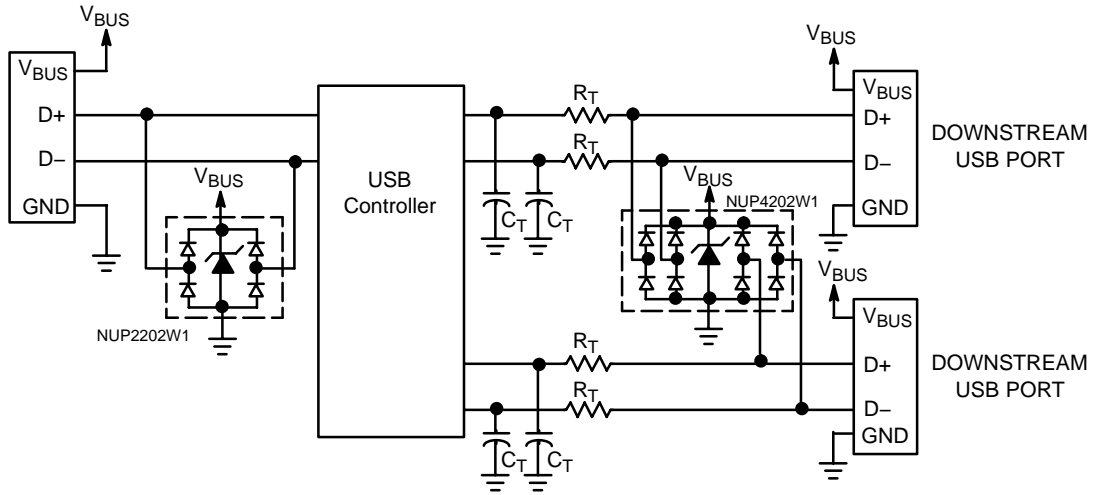 VBUS
VBUS
D+
D−
GND
VBUS
NUP2202W1
USB
Controller
RT
RT
CT
CT
VBUS
NUP4202W1
VBUS
VBUS
D+
D−
GND
DOWNSTREAM
USB PORT
RT
RT
CT
CT
VBUS
VBUS
D+
D−
GND
DOWNSTREAM
USB PORT